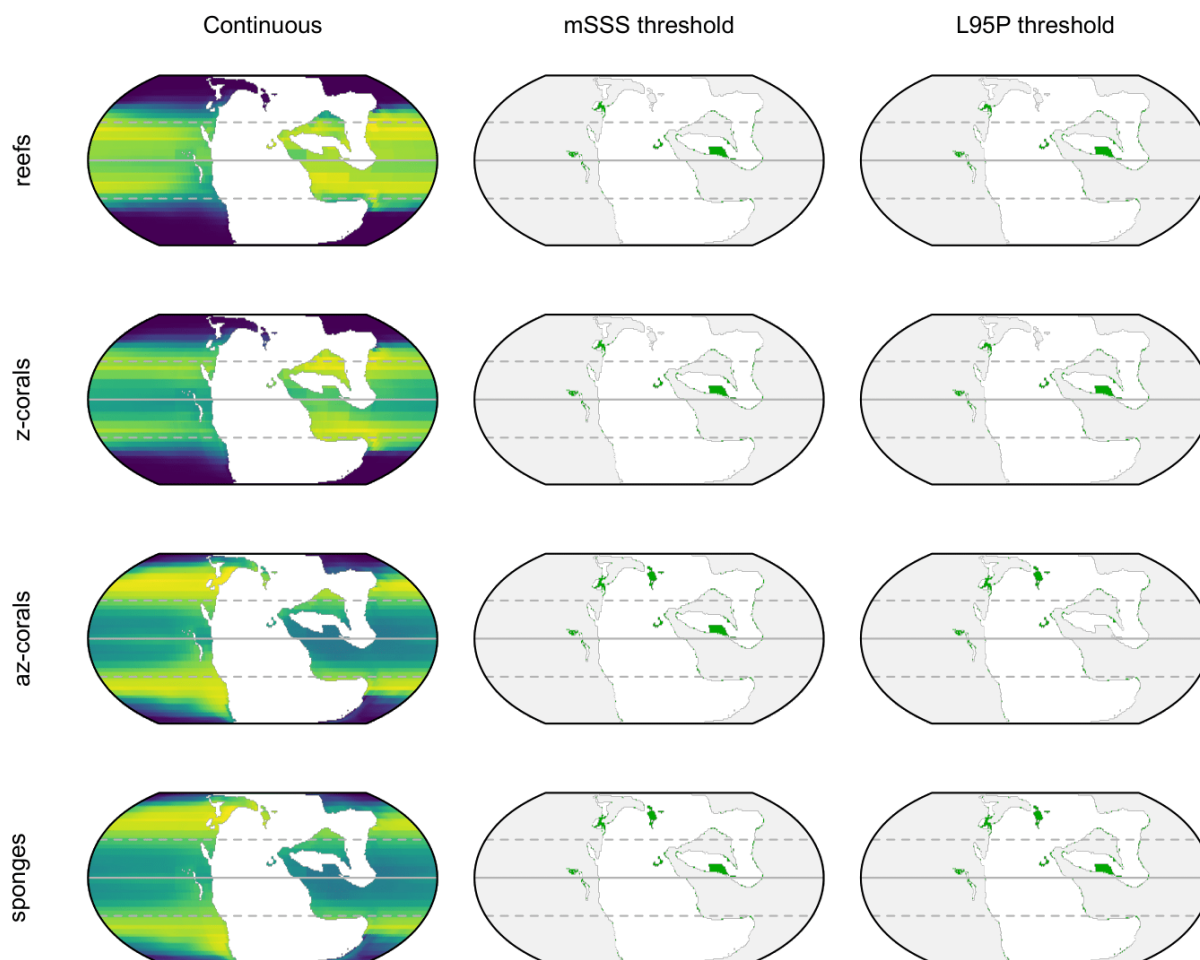 Continuous
mSSS threshold
L95P threshold
reefs
z-corals
az-corals
sponges